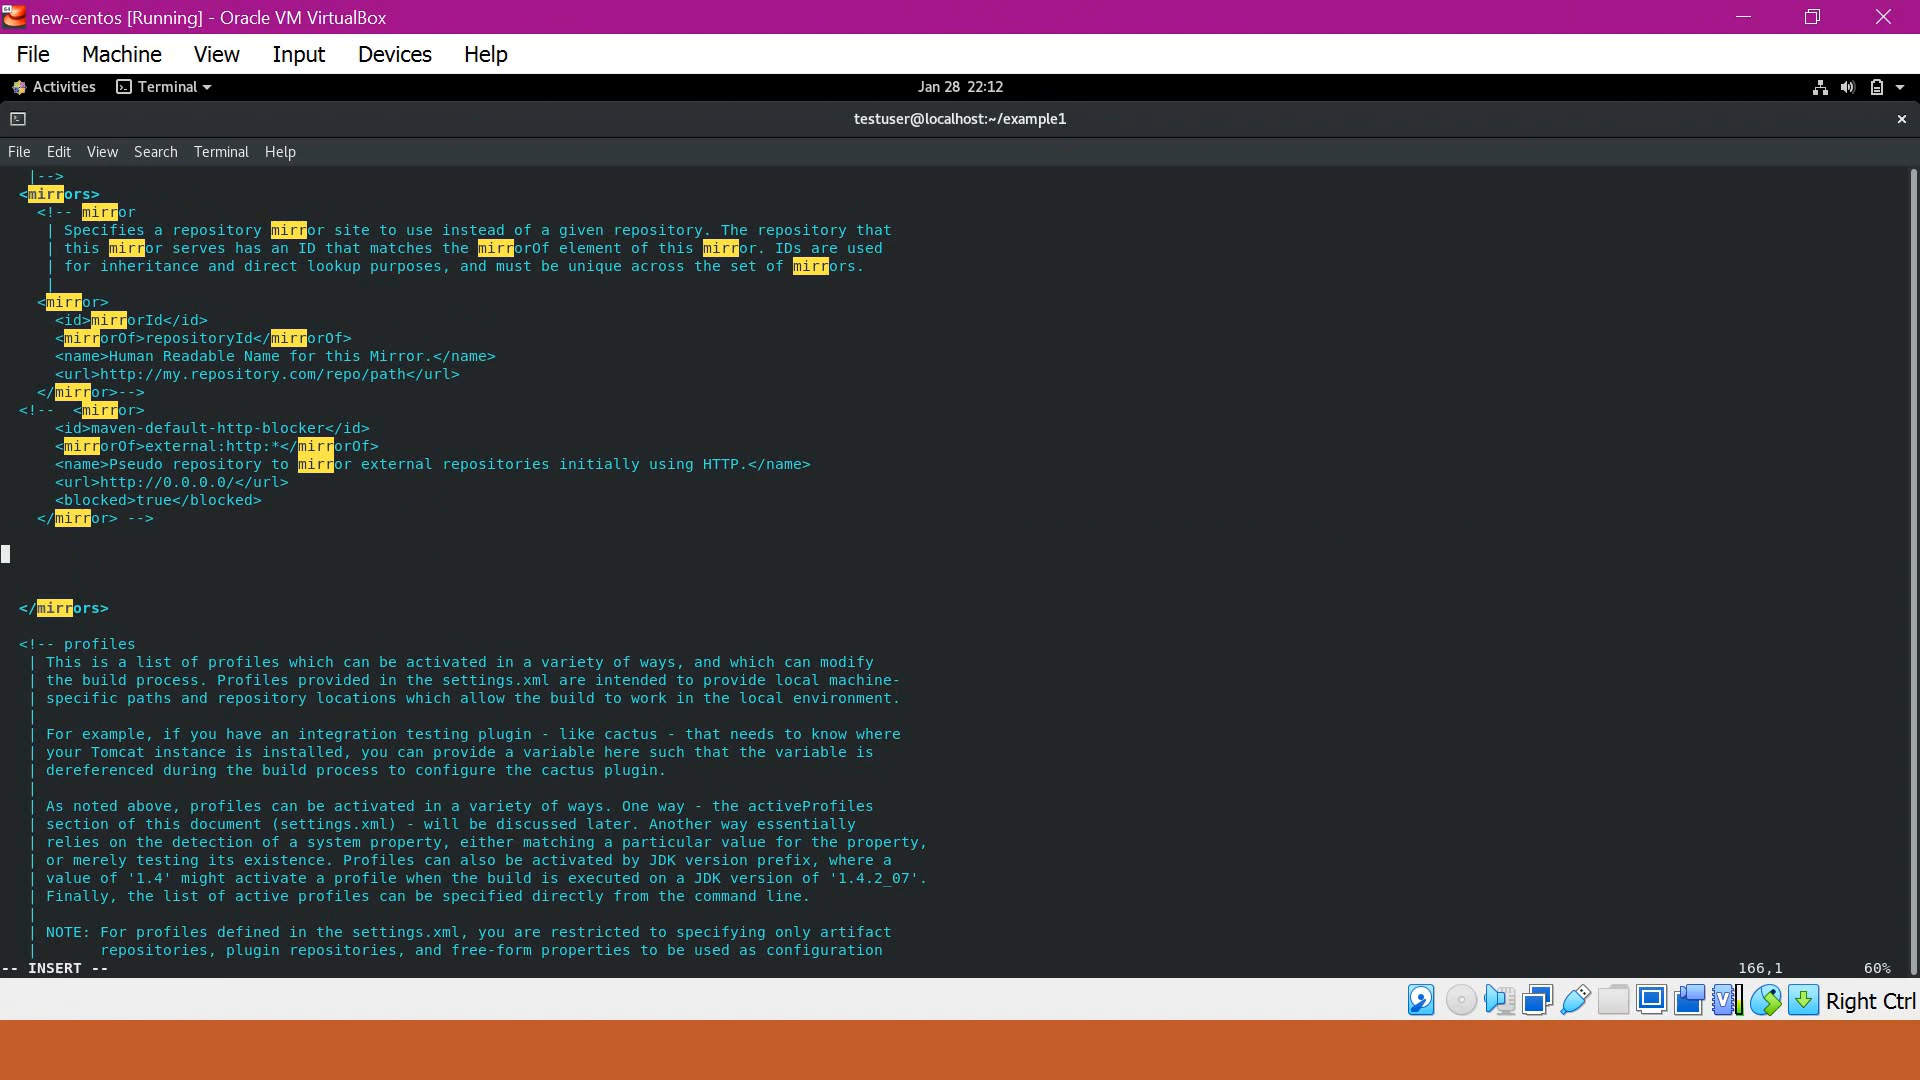 new-centos [Running] - Oracle VM VirtualBox
File Machine View Input Devices Help
Activities Terminal Jan 28 22:12
testuser@localhost:~/example1
File Edit View Search Terminal Help
|-->
<mirrors>
<!-- mirror
| Specifies a repository mirror site to use instead of a given repository. The repository that
| this mirror serves has an ID that matches the mirrorOf element of this mirror. IDs are used
| for inheritance and direct lookup purposes, and must be unique across the set of mirrors.
|
<mirror>
<id>mirrorId</id>
<mirrorOf>repositoryId</mirrorOf>
<name>Human Readable Name for this Mirror.</name>
<url>http://my.repository.com/repo/path</url>
</mirror>-->
<!-- <mirror>
<id>maven-default-http-blocker</id>
<mirrorOf>external:http:*</mirrorOf>
<name>Pseudo repository to mirror external repositories initially using HTTP.</name>
<url>http://0.0.0.0/</url>
<blocked>true</blocked>
</mirror> -->
</mirrors>
<!-- profiles
| This is a list of profiles which can be activated in a variety of ways, and which can modify
| the build process. Profiles provided in the settings.xml are intended to provide local machine-
| specific paths and repository locations which allow the build to work in the local environment.
|
| For example, if you have an integration testing plugin - like cactus - that needs to know where
| your Tomcat instance is installed, you can provide a variable here such that the variable is
| dereferenced during the build process to configure the cactus plugin.
|
| As noted above, profiles can be activated in a variety of ways. One way - the activeProfiles
| section of this document (settings.xml) - will be discussed later. Another way essentially
| relies on the detection of a system property, either matching a particular value for the property,
| or merely testing its existence. Profiles can also be activated by JDK version prefix, where a
| value of '1.4' might activate a profile when the build is executed on a JDK version of '1.4.2_07'.
| Finally, the list of active profiles can be specified directly from the command line.
|
| NOTE: For profiles defined in the settings.xml, you are restricted to specifying only artifact
| repositories, plugin repositories, and free-form properties to be used as configuration
-- INSERT -- 166,1 60%
Right Ctrl